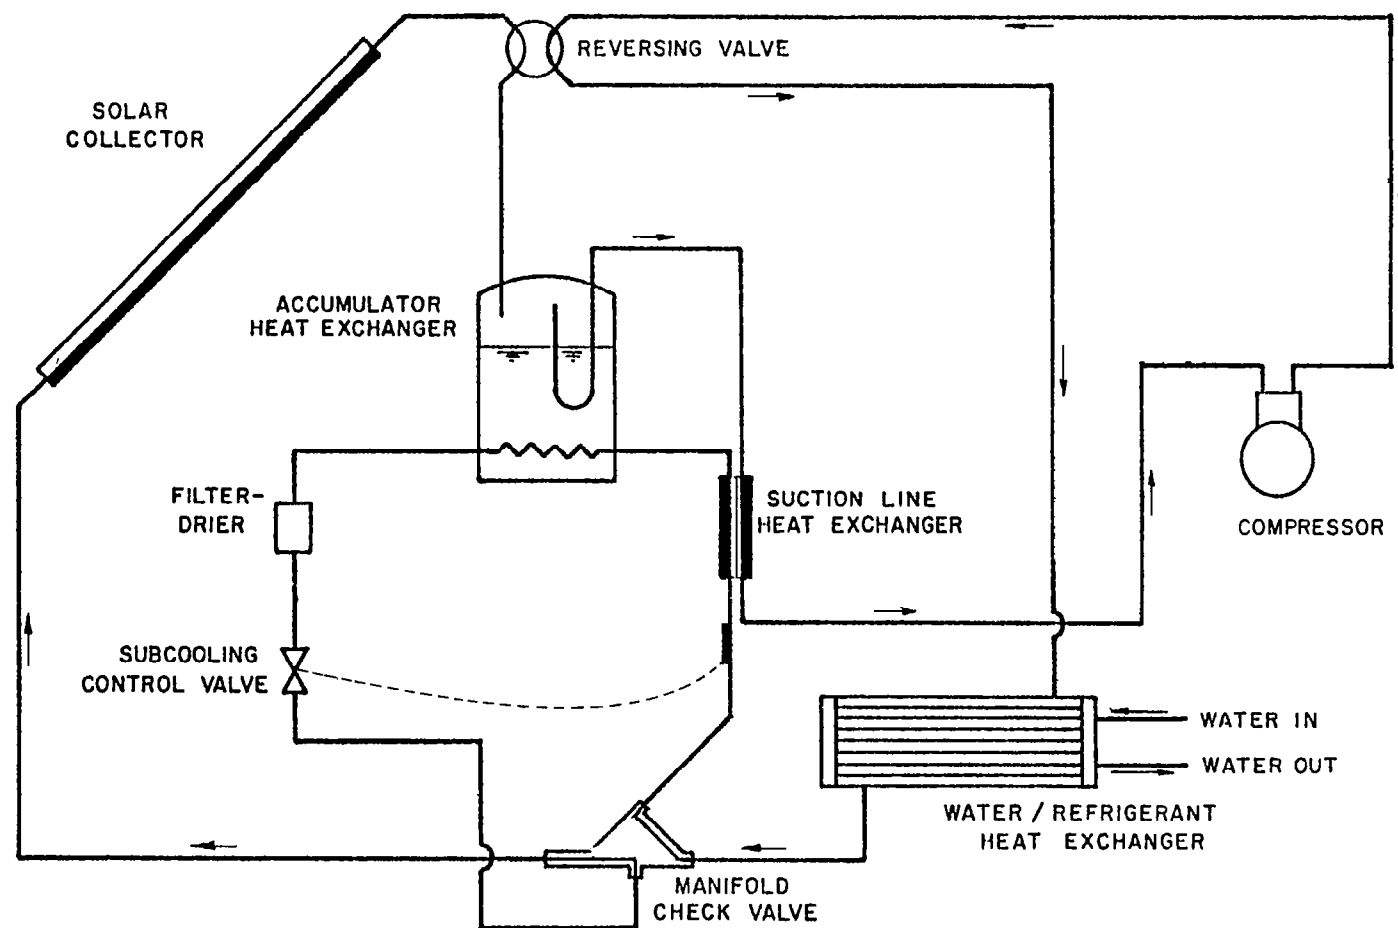 REVERSING VALVE
SOLAR
COLLECTOR
ACCUMULATOR
HEAT EXCHANGER
FILTER-
DRIER
SUCTION LINE
HEAT EXCHANGER
COMPRESSOR
SUBCOOLING
CONTROL VALVE
WATER IN
WATER OUT
WATER / REFRIGERANT
HEAT EXCHANGER
MANIFOLD
CHECK VALVE